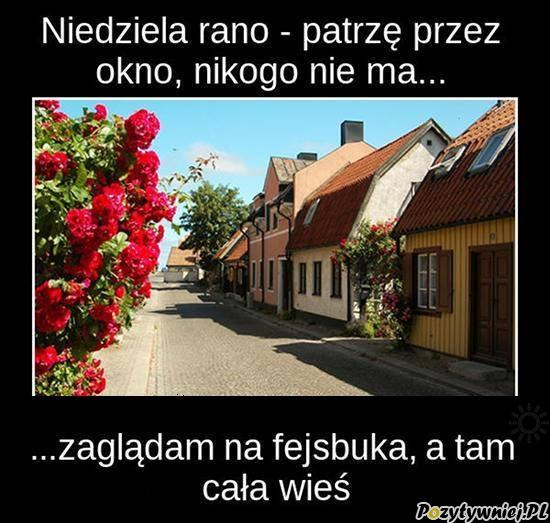 Niedziela rano - patrzę przez
okno, nikogo nie ma...
...zaglądam na fejsbuka, a tam
cała wieś
Pozytywniej.PL